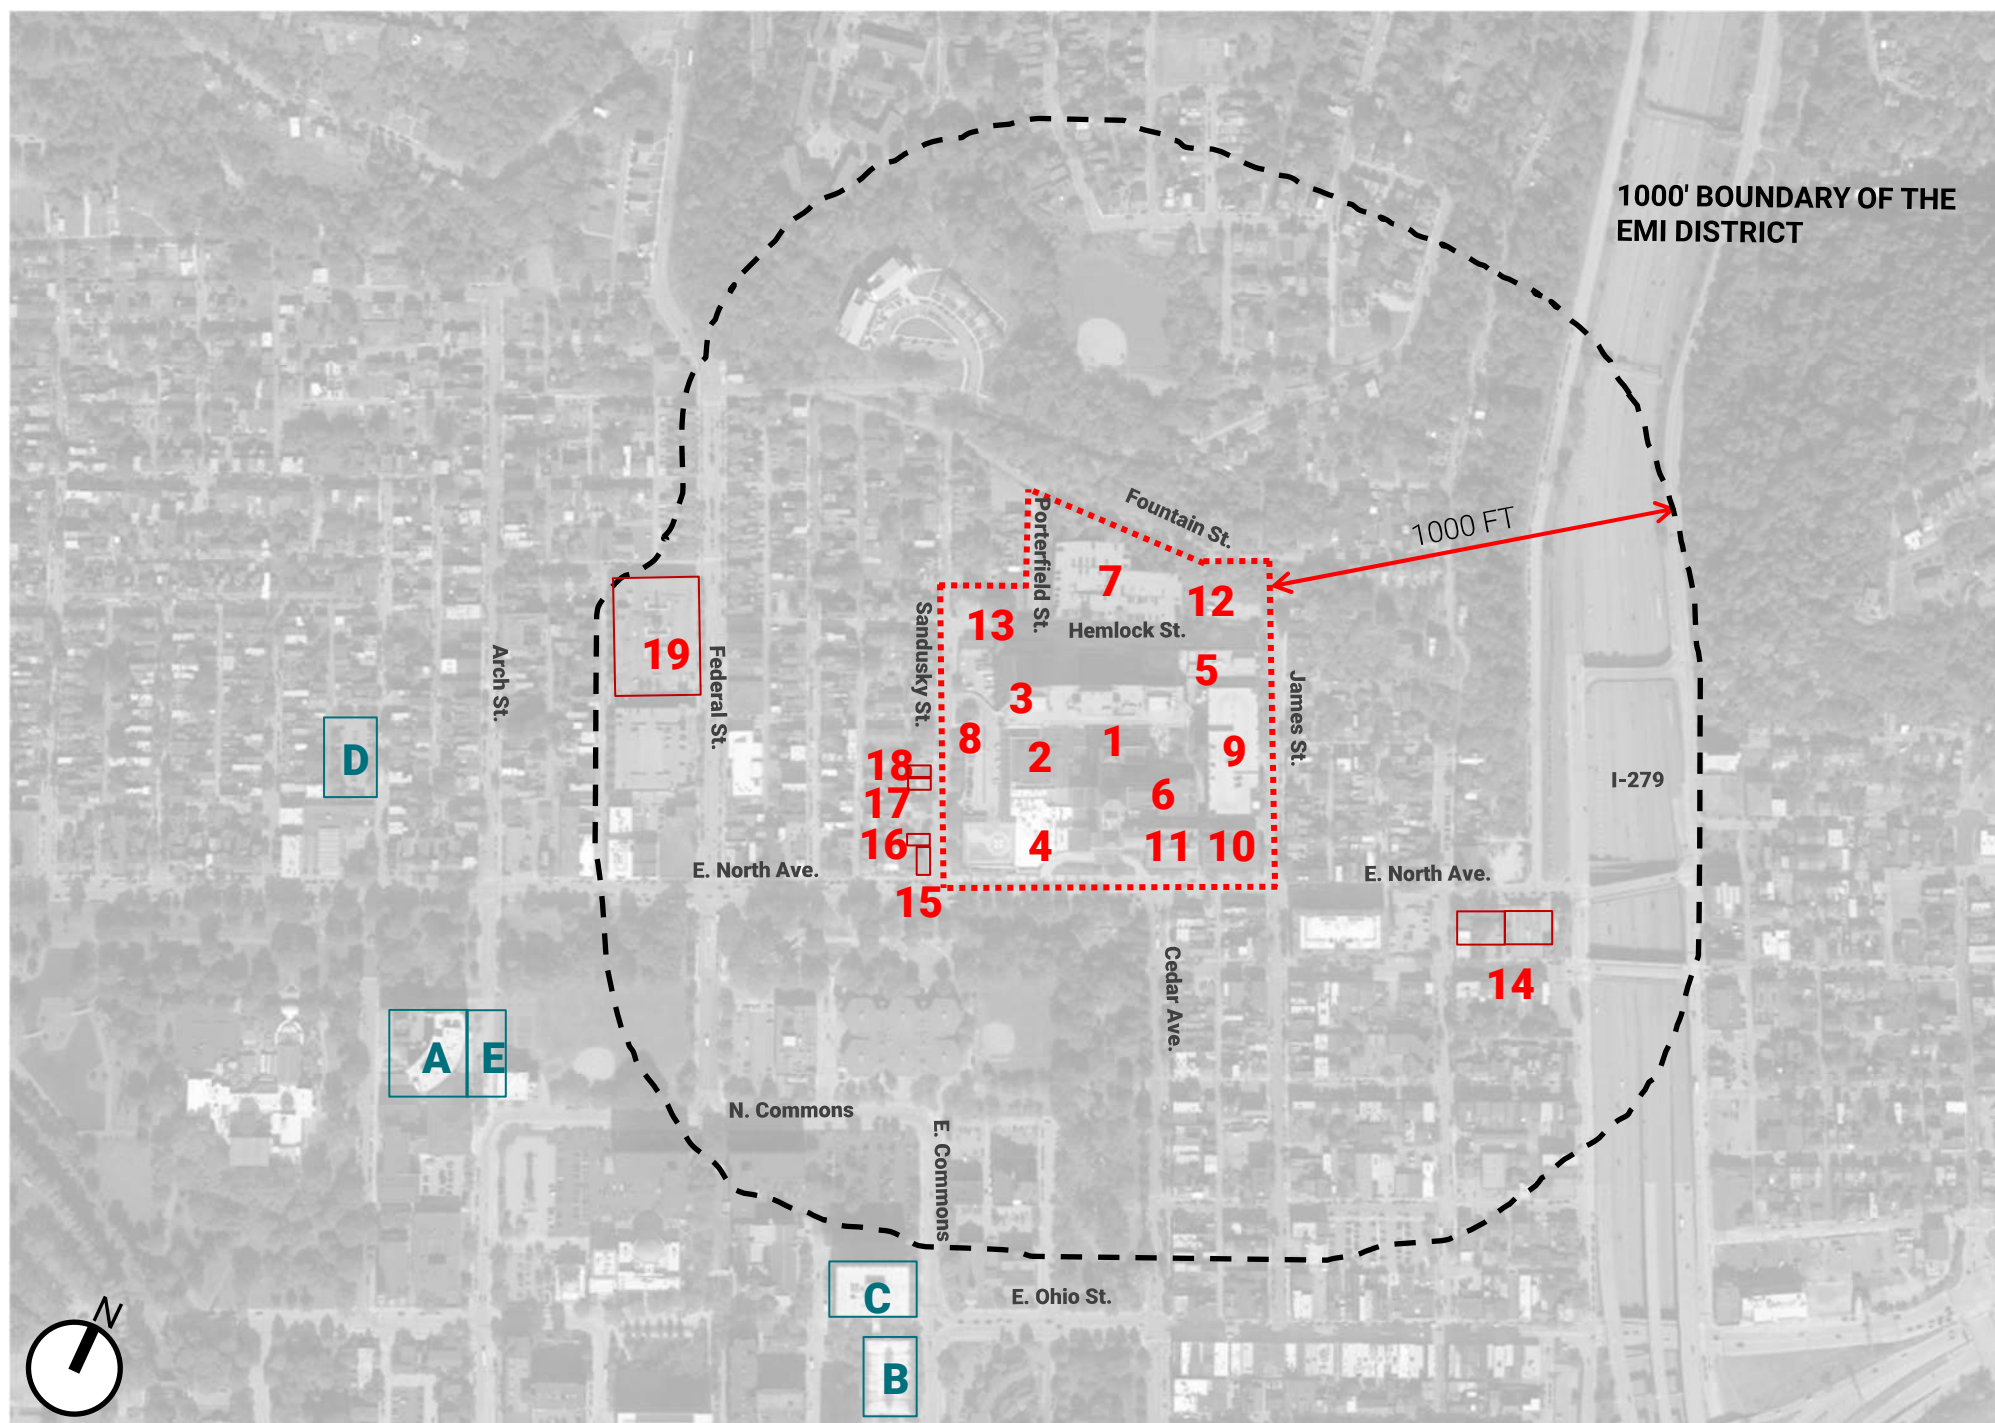 1000' BOUNDARY OF THE
EMI DISTRICT
Fountain St.
1000 FT
Porterfield St.
7
12
13
Hemlock St.
Sandusky St.
19
Arch St.
Federal St.
5
3
James St.
8
2
1
9
D
18
17
6
I-279
16
4
11
10
E. North Ave.
E. North Ave.
15
Cedar Ave.
14
A
E
N. Commons
E. Commons
C
E. Ohio St.
N
B